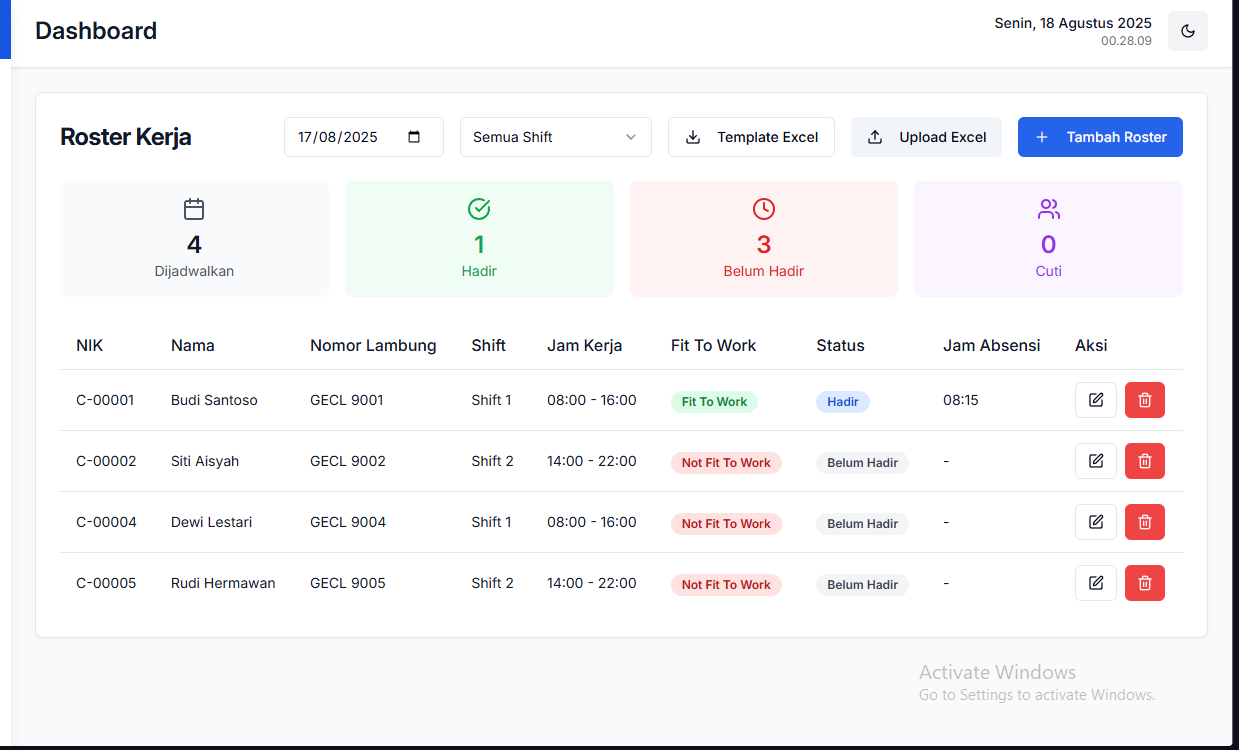 Dashboard
Senin, 18 Agustus 2025
00.28.09
Roster Kerja
17/08/2025
Semua Shift
Template Excel
Upload Excel
+ Tambah Roster
4
Dijadwalkan
1
Hadir
3
Belum Hadir
0
Cuti
NIK Nama Nomor Lambung Shift Jam Kerja Fit To Work Status Jam Absensi Aksi
C-00001 Budi Santoso GECL 9001 Shift 1 08:00 - 16:00 Fit To Work Hadir 08:15
C-00002 Siti Aisyah GECL 9002 Shift 2 14:00 - 22:00 Not Fit To Work Belum Hadir -
C-00004 Dewi Lestari GECL 9004 Shift 1 08:00 - 16:00 Not Fit To Work Belum Hadir -
C-00005 Rudi Hermawan GECL 9005 Shift 2 14:00 - 22:00 Not Fit To Work Belum Hadir -
Activate Windows
Go to Settings to activate Windows.